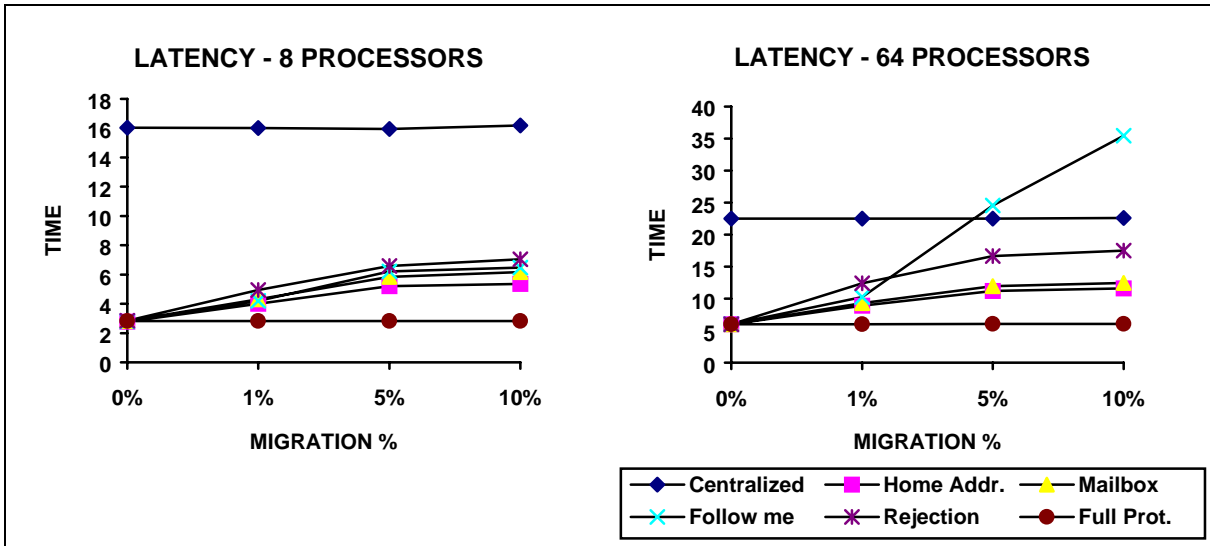 LATENCY - 8 PROCESSORS
TIME
18
16
14
12
10
8
6
4
2
0
0% 1% 5% 10%
MIGRATION %
LATENCY - 64 PROCESSORS
TIME
40
35
30
25
20
15
10
5
0
0% 1% 5% 10%
MIGRATION %
Centralized Home Addr. Mailbox
Follow me Rejection Full Prot.